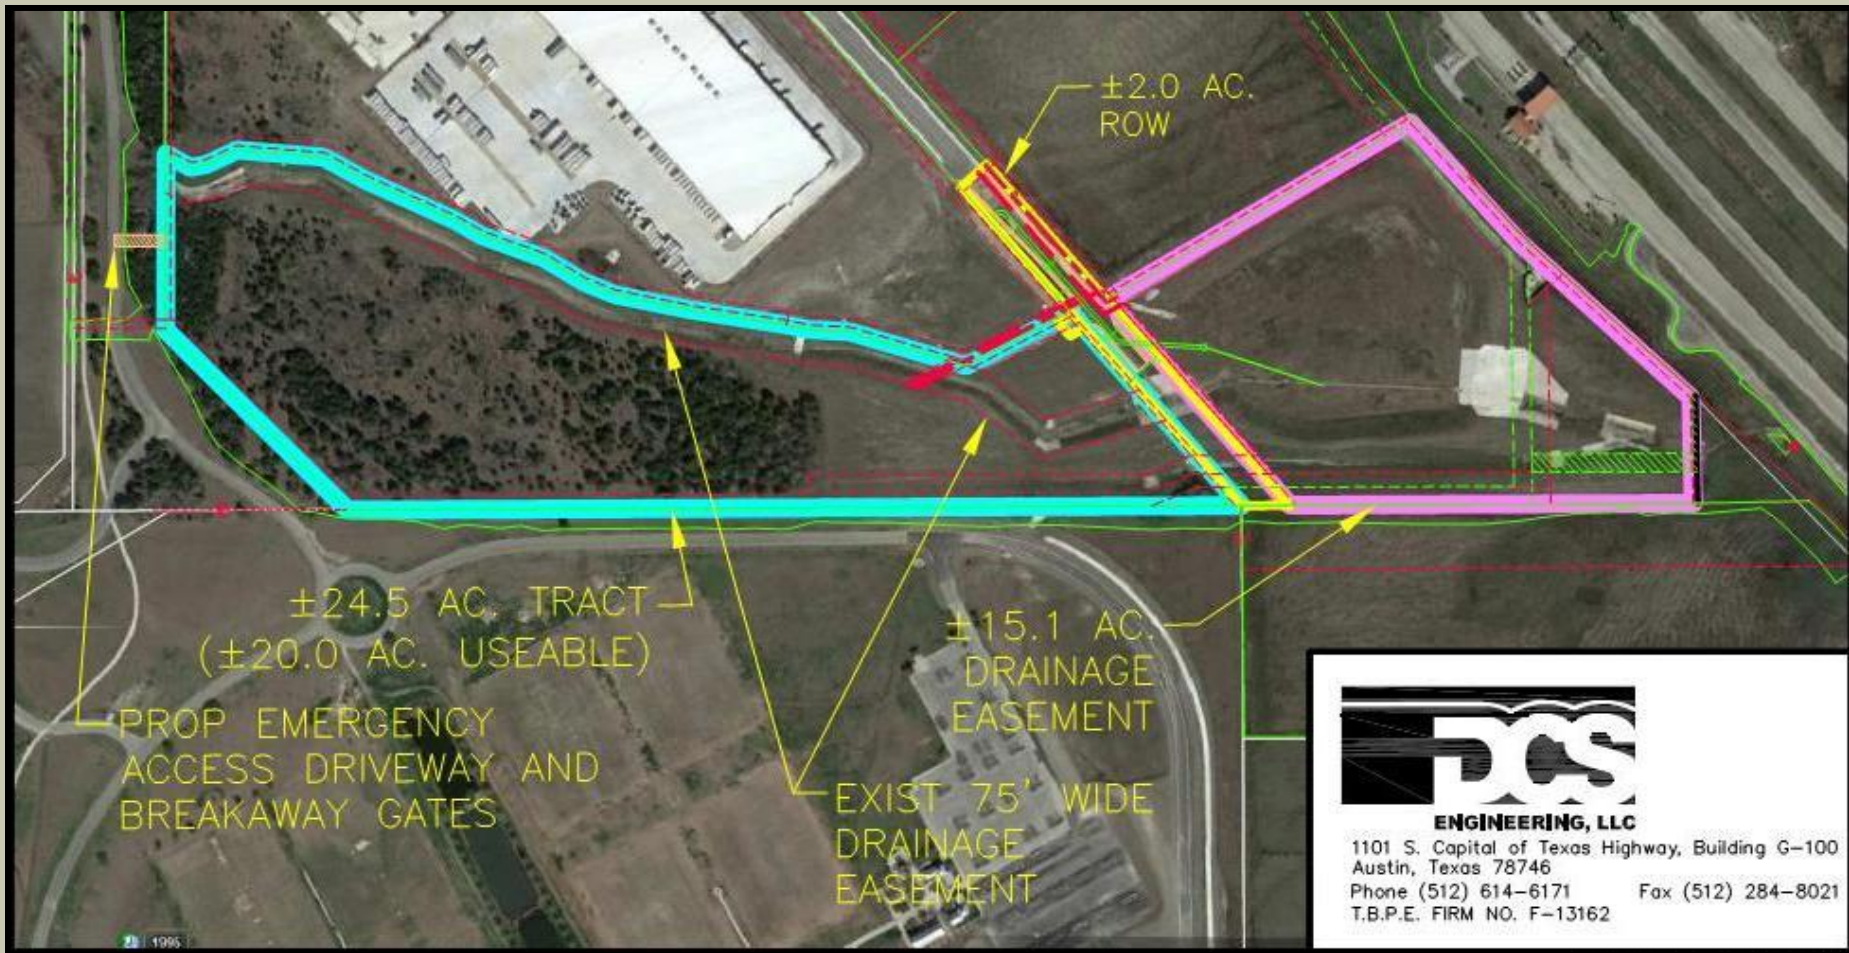 ±2.0 AC.
ROW
±24.5 AC. TRACT
(±20.0 AC. USEABLE)
PROP EMERGENCY
ACCESS DRIVEWAY AND
BREAKAWAY GATES
±15.1 AC.
DRAINAGE
EASEMENT
EXIST 75' WIDE
DRAINAGE
EASEMENT
DCS
ENGINEERING, LLC
1101 S. Capital of Texas Highway, Building G-100
Austin, Texas 78746
Phone (512) 614-6171 Fax (512) 284-8021
T.B.P.E. FIRM NO. F-13162
1995